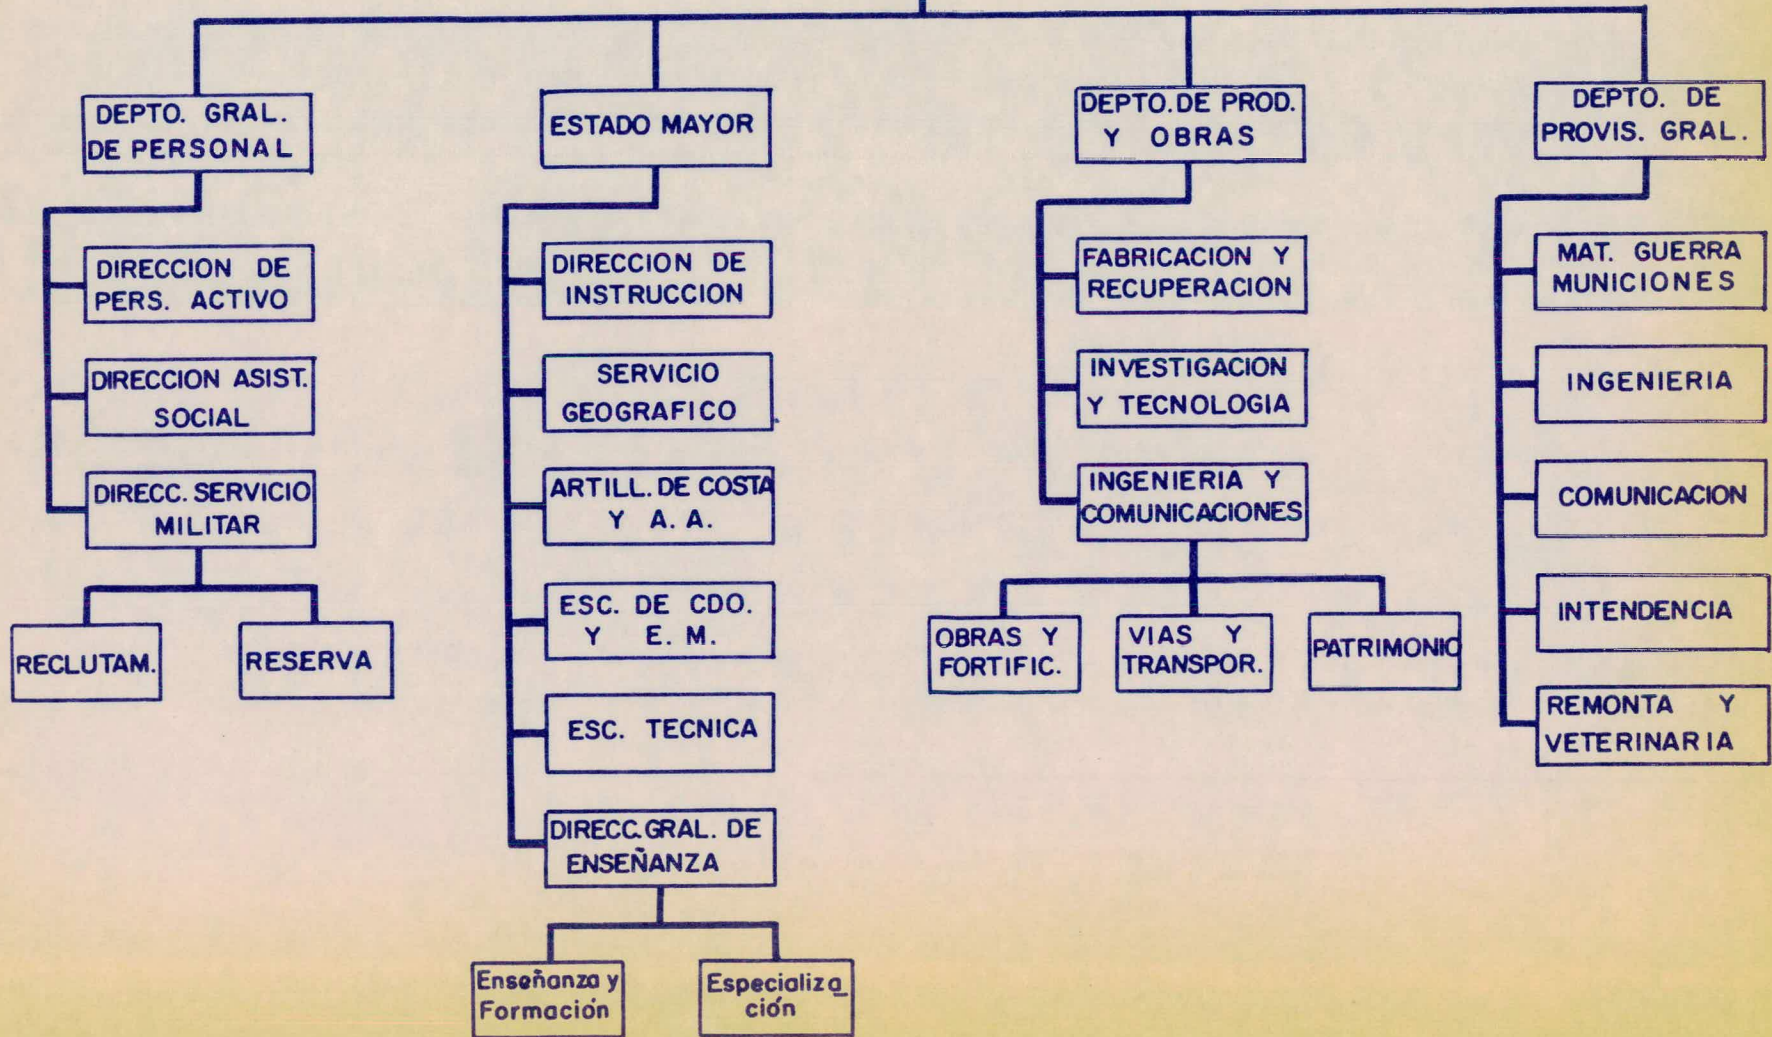 DEPTO. GRAL.
DE PERSONAL
DIRECCION DE
PERS. ACTIVO
DIRECCION ASIST.
SOCIAL
DIRECC. SERVICIO
MILITAR
RECLUTAM.
RESERVA
ESTADO MAYOR
DIRECCION DE
INSTRUCCION
SERVICIO
GEOGRAFICO
ARTILL. DE COSTA
Y A. A.
ESC. DE CDO.
Y E. M.
ESC. TECNICA
DIRECC. GRAL. DE
ENSEÑANZA
Enseñanza y
Formación
Especializa
ción
DEPTO. DE PROD.
Y OBRAS
FABRICACION Y
RECUPERACION
INVESTIGACION
Y TECNOLOGIA
INGENIERIA Y
COMUNICACIONES
OBRAS Y
FORTIFIC.
VIAS Y
TRANSPOR.
PATRIMONIO
DEPTO. DE
PROVIS. GRAL.
MAT. GUERRA
MUNICIONES
INGENIERIA
COMUNICACION
INTENDENCIA
REMONTA Y
VETERINARIA